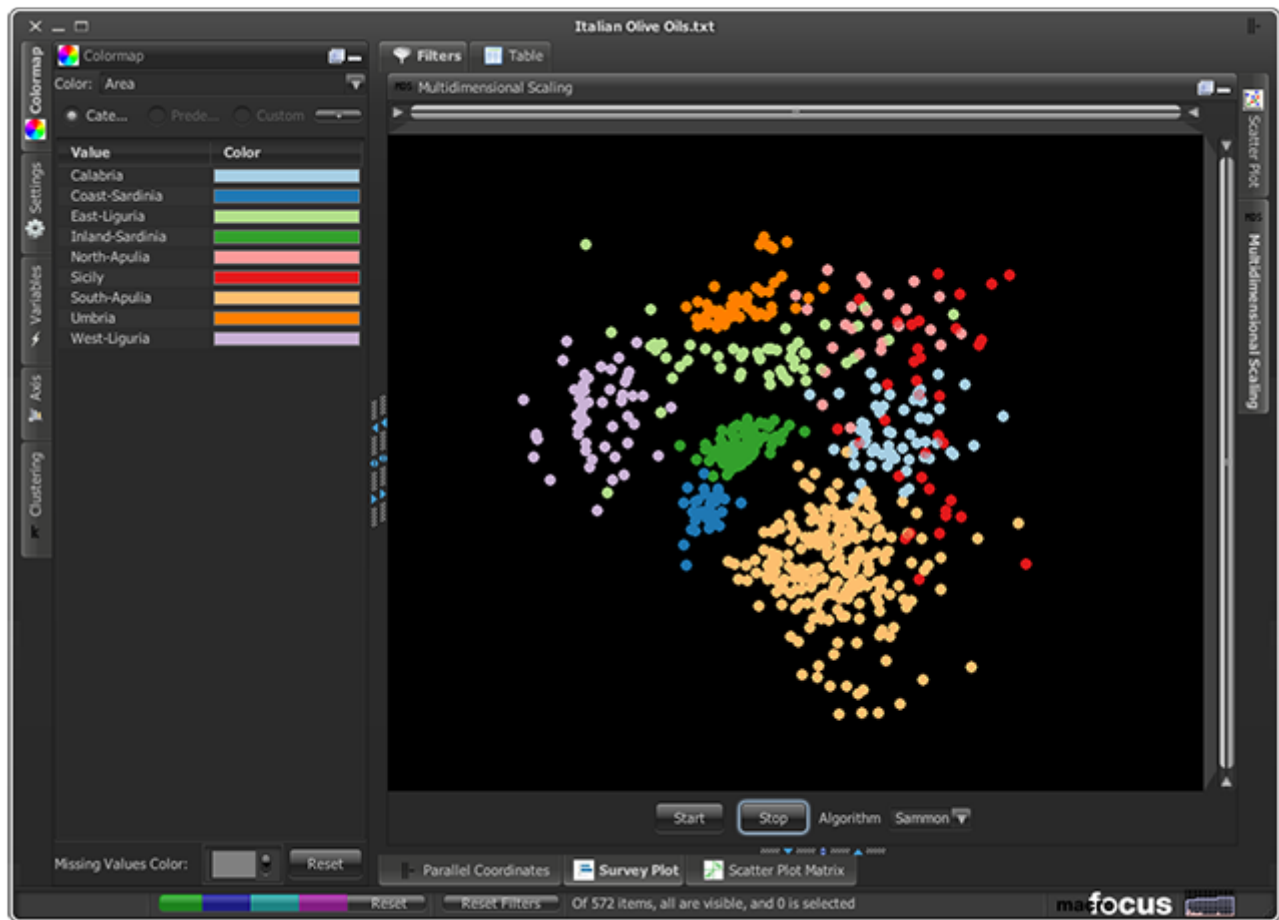 Italian Olive Oils.txt
Colormap
Settings
Variables
Axis
Clustering
Colormap
Color: Area
Cate... Prede... Custom
Value Color
Calabria
Coast-Sardinia
East-Liguria
Inland-Sardinia
North-Apulia
Sicily
South-Apulia
Umbria
West-Liguria
Missing Values Color: Reset
Filters Table
MDS Multidimensional Scaling
Scatter Plot
MDS Multidimensional Scaling
Start Stop Algorithm Sammon
Parallel Coordinates Survey Plot Scatter Plot Matrix
Reset Reset Filters Of 572 items, all are visible, and 0 is selected
macrofocus